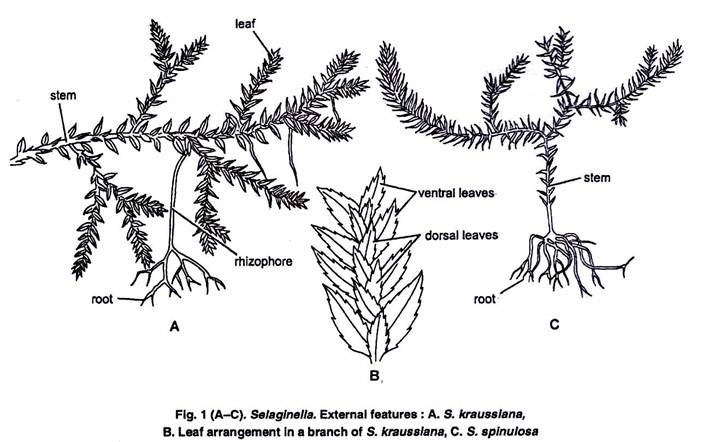 leaf
stem
ventral leaves
stem
dorsal leaves
rhizophore
root
root
A
C
B
Fig. 1 (A–C). Selaginella. External features : A. S. kraussiana,
B. Leaf arrangement in a branch of S. kraussiana, C. S. spinulosa